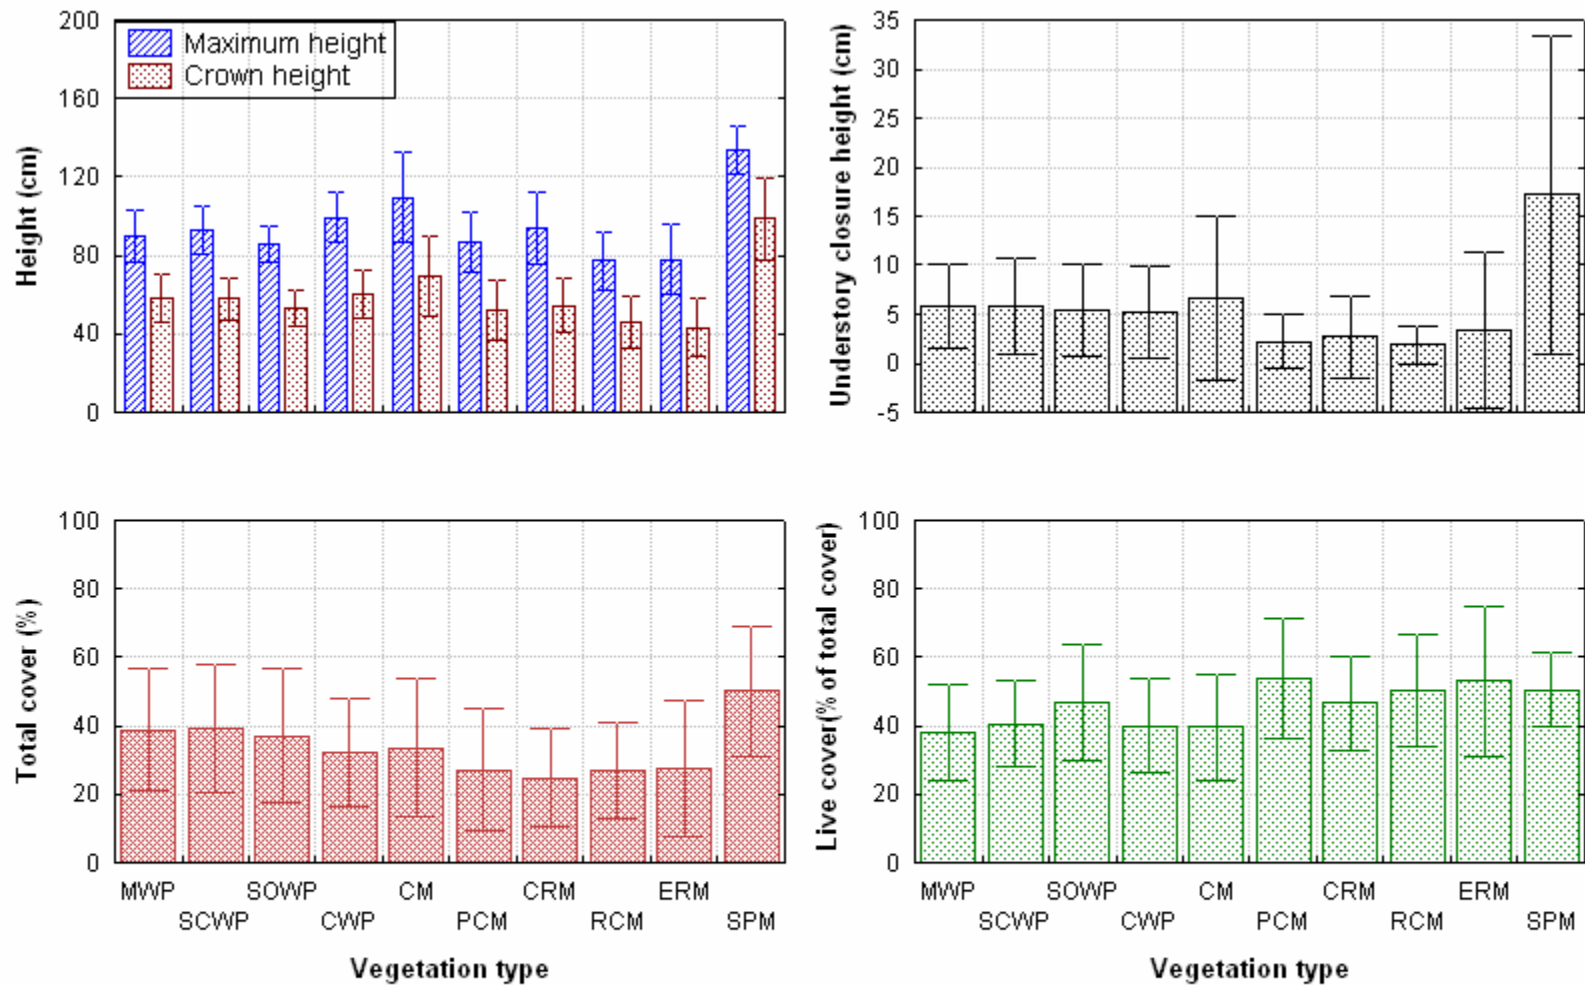 200
160
120
80
40
0
Height (cm)
Maximum height
Crown height
35
30
25
20
15
10
5
0
-5
Understory closure height (cm)
100
80
60
40
20
0
Total cover (%)
MWP SOWP CM CRM ERM
SCWP CWP PCM RCM SPM
Vegetation type
100
80
60
40
20
0
Live cover(% of total cover)
MWP SOWP CM CRM ERM
SCWP CWP PCM RCM SPM
Vegetation type